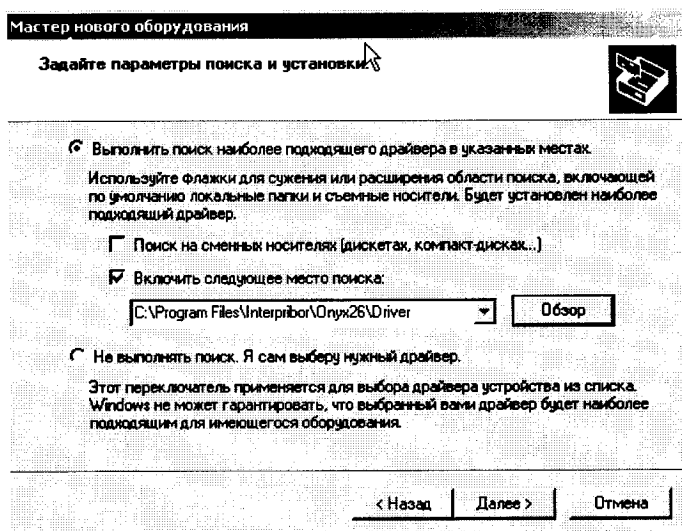 Мастер нового оборудования
Задайте параметры поиска и установки
Выполнить поиск наиболее подходящего драйвера в указанных местах.
Используйте флажки для сужения или расширения области поиска, включающей
по умолчанию локальные папки и съемные носители. Будет установлен наиболее
подходящий драйвер.
Поиск на сменных носителях (дискетах, компакт-дисках...)
Включить следующее место поиска:
C:\Program Files\Interpribor\Onyx26\Driver
Обзор
Не выполнять поиск. Я сам выберу нужный драйвер.
Этот переключатель применяется для выбора драйвера устройства из списка.
Windows не может гарантировать, что выбранный вами драйвер будет наиболее
подходящим для имеющегося оборудования.
< Назад Далее > Отмена